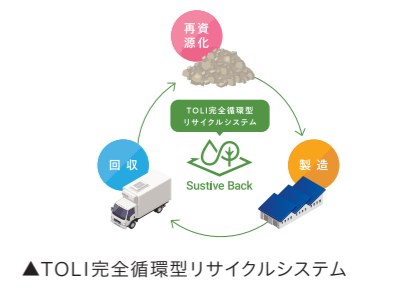 再資
源化
TOLI完全循環型
リサイクルシステム
回収
製造
Sustive Back
▲TOLI完全循環型リサイクルシステム